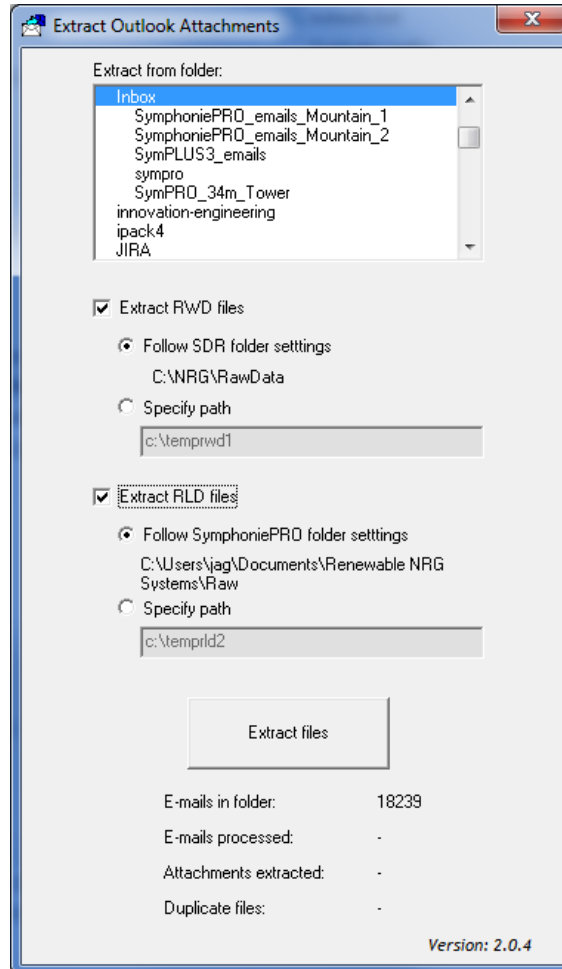 Extract Outlook Attachments
Extract from folder:
Inbox
SymphoniePRO_emails_Mountain_1
SymphoniePRO_emails_Mountain_2
SymPLUS3_emails
sympro
SymPRO_34m_Tower
innovation-engineering
ipack4
JIRA
Extract RWD files
Follow SDR folder setttings
C:\NRG\RawData
Specify path
c:\temprwd1
Extract RLD files
Follow SymphoniePRO folder setttings
C:\Users\jag\Documents\Renewable NRG
Systems\Raw
Specify path
c:\temprld2
Extract files
E-mails in folder: 18239
E-mails processed: -
Attachments extracted: -
Duplicate files: -
Version: 2.0.4